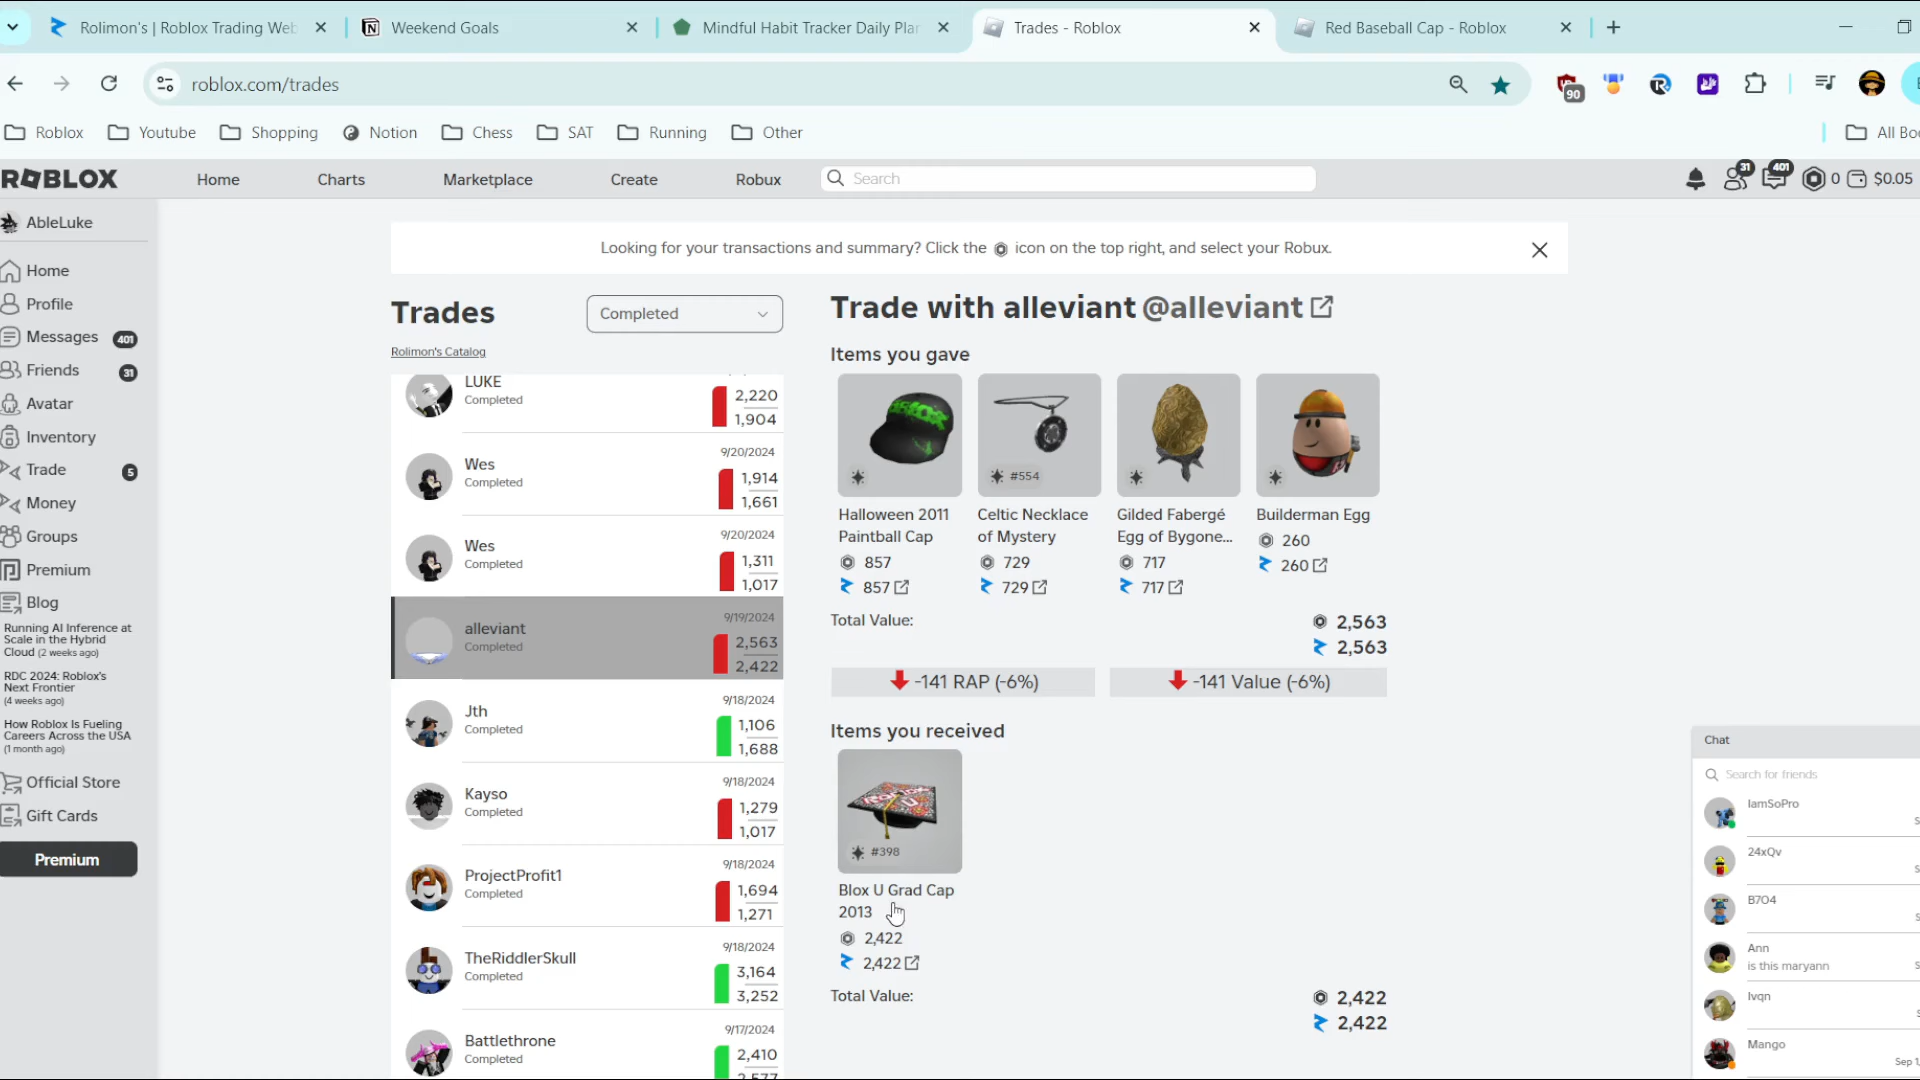 Rolimon's | Roblox Trading Web
Weekend Goals
Mindful Habit Tracker Daily Plan
Trades - Roblox
Red Baseball Cap - Roblox
roblox.com/trades
90
Roblox
Youtube
Shopping
Notion
Chess
SAT
Running
Other
All Boo
ROBLOX
Home
Charts
Marketplace
Create
Robux
Search
31
401
0
$0.05
AbleLuke
Home
Profile
Messages 401
Friends 31
Avatar
Inventory
Trade 5
Money
Groups
Premium
Blog
Running AI Inference at
Scale in the Hybrid
Cloud (2 weeks ago)
RDC 2024: Roblox's
Next Frontier
(4 weeks ago)
How Roblox Is Fueling
Careers Across the USA
(1 month ago)
Official Store
Gift Cards
Premium
Looking for your transactions and summary? Click the icon on the top right, and select your Robux.
Trades
Completed
Rolimon's Catalog
LUKE
Completed
2,220
1,904
9/20/2024
Wes
Completed
1,914
1,661
9/20/2024
Wes
Completed
1,311
1,017
9/19/2024
alleviant
Completed
2,563
2,422
9/18/2024
Jth
Completed
1,106
1,688
9/18/2024
Kayso
Completed
1,279
1,017
9/18/2024
ProjectProfit1
Completed
1,694
1,271
9/18/2024
TheRiddlerSkull
Completed
3,164
3,252
9/17/2024
Battlethrone
Completed
2,410
2,577
Trade with alleviant @alleviant
Items you gave
#554
Halloween 2011
Paintball Cap
857
857
Celtic Necklace
of Mystery
729
729
Gilded Fabergé
Egg of Bygone...
717
717
Builderman Egg
260
260
Total Value:
2,563
2,563
-141 RAP (-6%)
-141 Value (-6%)
Items you received
#398
Blox U Grad Cap
2013
2,422
2,422
Total Value:
2,422
2,422
Chat
Search for friends
IamSoPro
24xQv
B7O4
Ann
is this maryann
Ivqn
Mango
Sep 1,